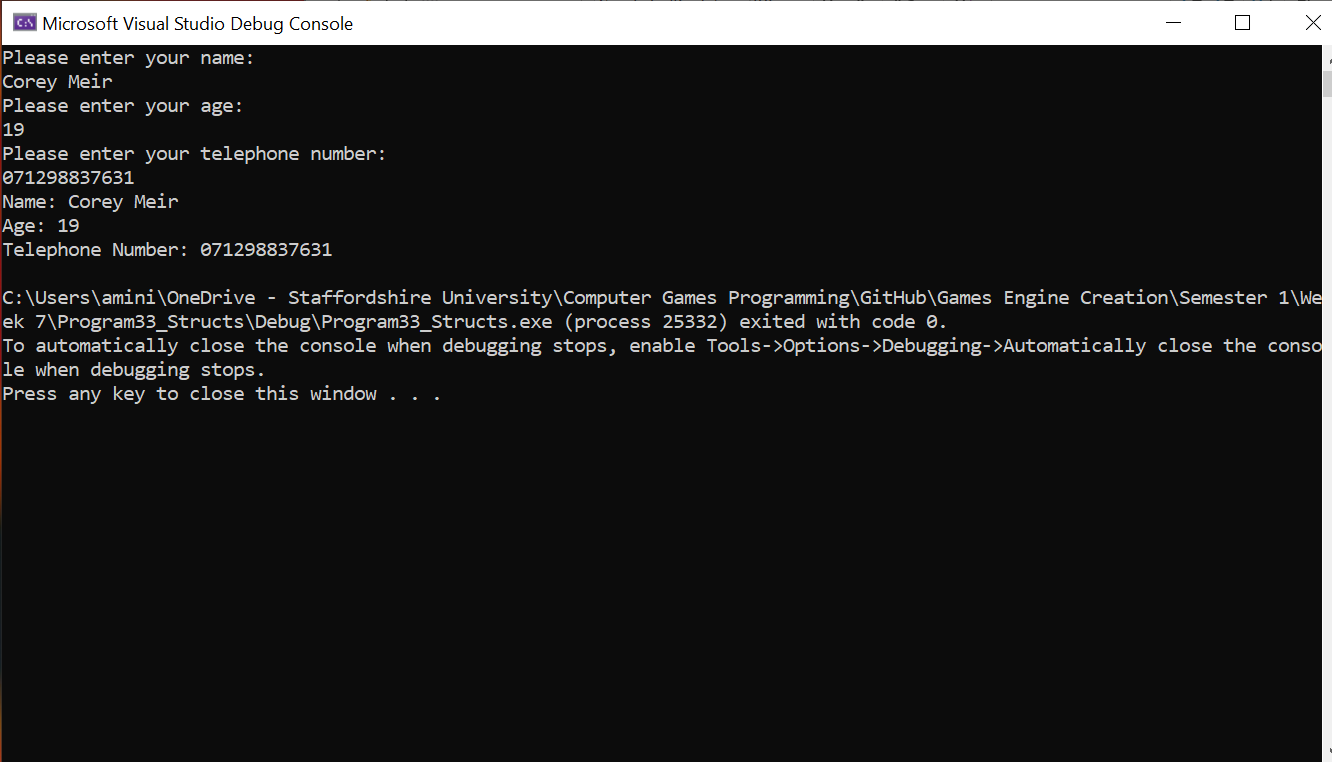 Microsoft Visual Studio Debug Console
Please enter your name:
Corey Meir
Please enter your age:
19
Please enter your telephone number:
071298837631
Name: Corey Meir
Age: 19
Telephone Number: 071298837631
C:\Users\amini\OneDrive - Staffordshire University\Computer Games Programming\GitHub\Games Engine Creation\Semester 1\We
ek 7\Program33_Structs\Debug\Program33_Structs.exe (process 25332) exited with code 0.
To automatically close the console when debugging stops, enable Tools->Options->Debugging->Automatically close the conso
le when debugging stops.
Press any key to close this window . . .